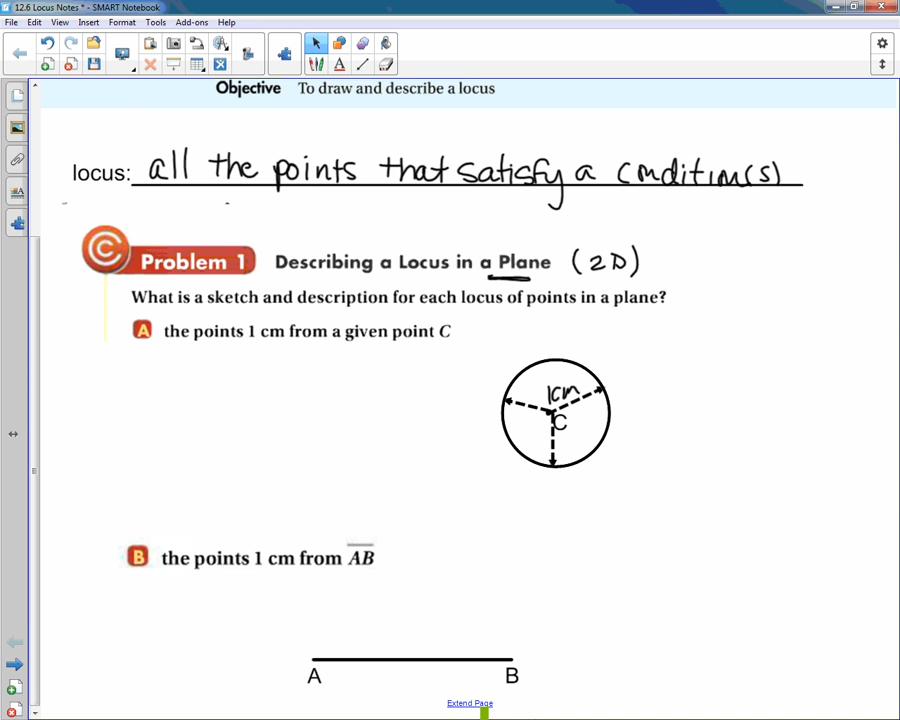 12.6 Locus Notes * - SMART Notebook
File Edit View Insert Format Tools Add-ons Help
Objective To draw and describe a locus
locus: all the points that satisfy a condition(s)
C Problem 1 Describing a Locus in a Plane (2D)
What is a sketch and description for each locus of points in a plane?
A the points 1 cm from a given point C
1cm
C
B the points 1 cm from AB
A B
Extend Page